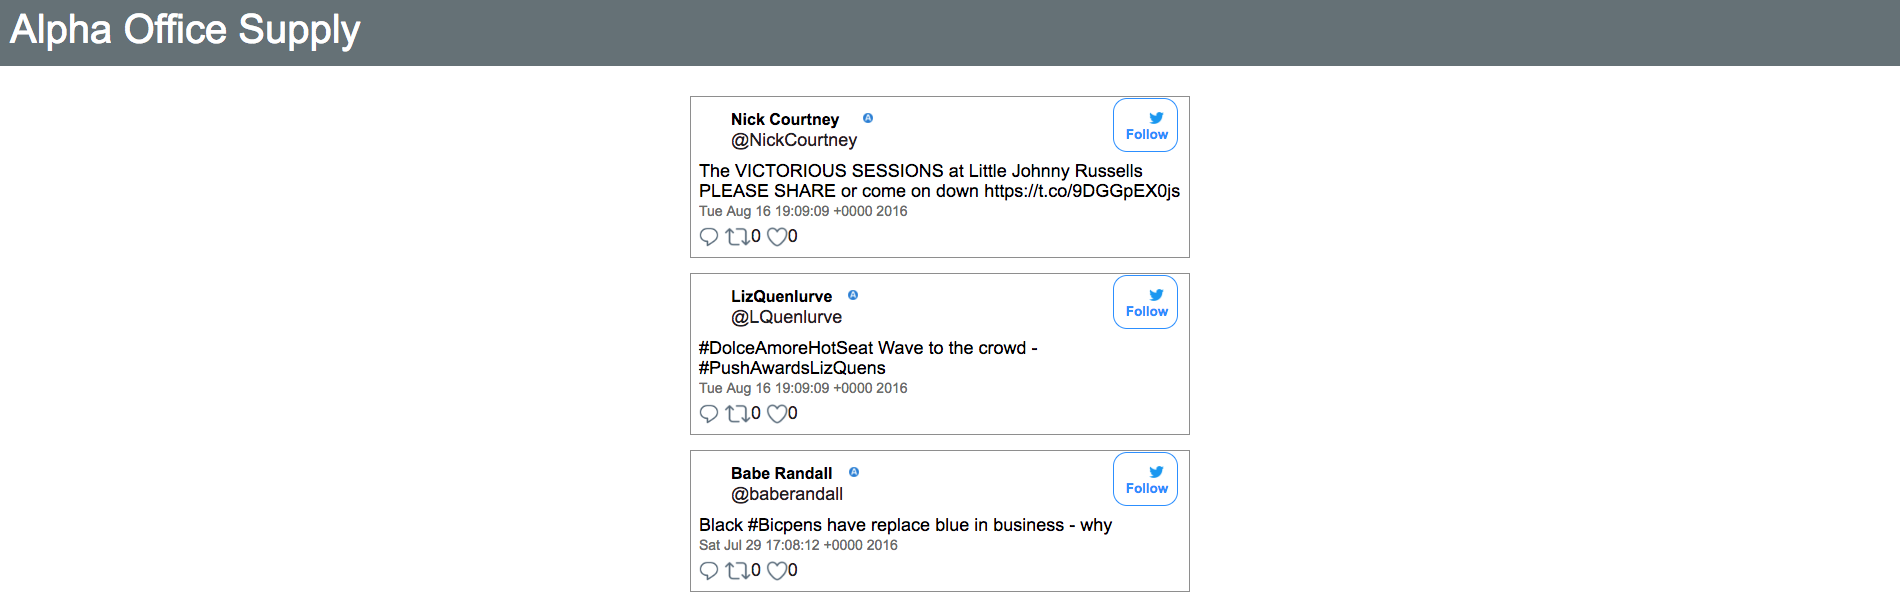 Alpha Office Supply
Nick Courtney
@NickCourtney
Follow
The VICTORIOUS SESSIONS at Little Johnny Russells
PLEASE SHARE or come on down https://t.co/9DGGpEX0js
Tue Aug 16 19:09:09 +0000 2016
0 0
LizQuenlurve
@LQuenlurve
Follow
#DolceAmoreHotSeat Wave to the crowd -
#PushAwardsLizQuens
Tue Aug 16 19:09:09 +0000 2016
0 0
Babe Randall
@baberandall
Follow
Black #Bicpens have replace blue in business - why
Sat Jul 29 17:08:12 +0000 2016
0 0